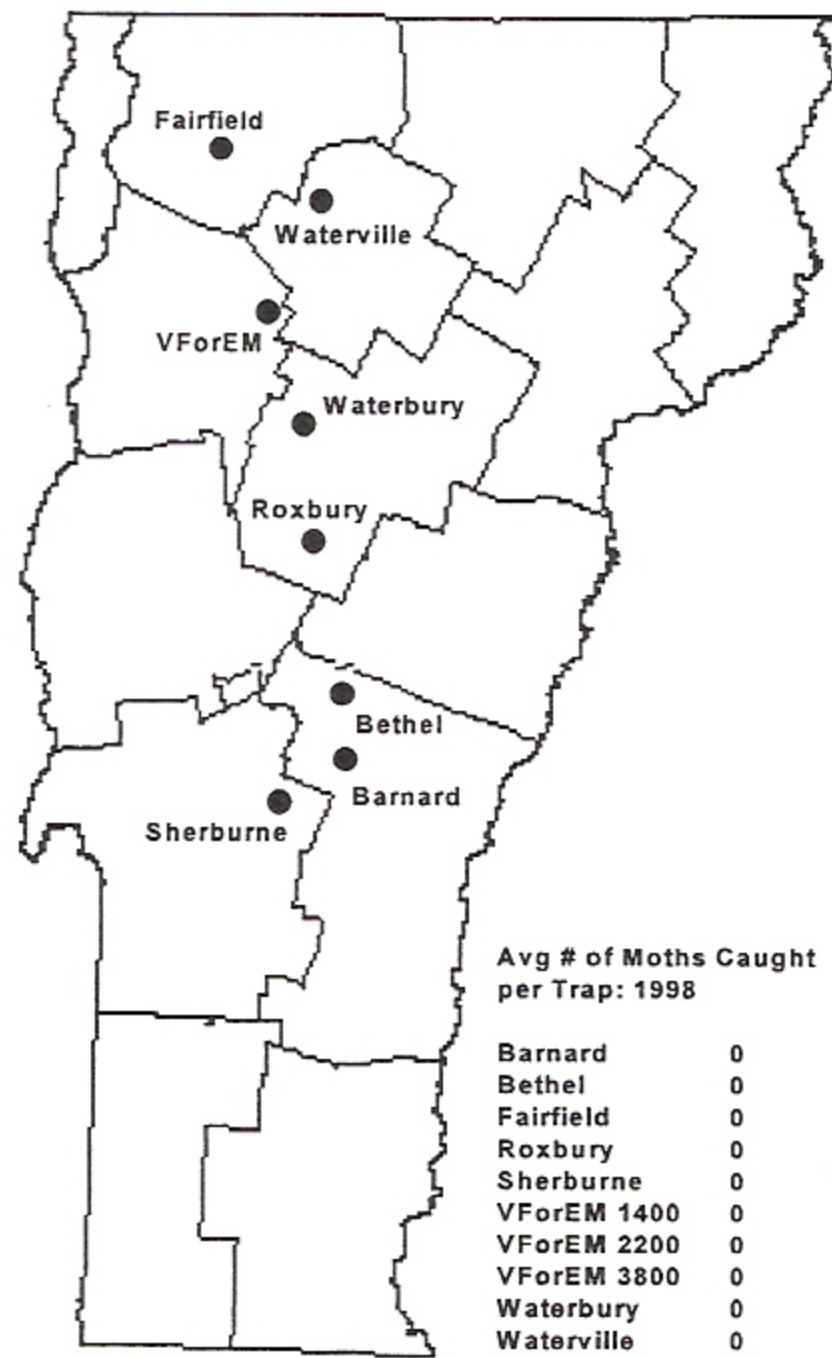 Fairfield
Waterville
VForEM
Waterbury
Roxbury
Bethel
Barnard
Sherburne
Avg # of Moths Caught
per Trap: 1998
Barnard 0
Bethel 0
Fairfield 0
Roxbury 0
Sherburne 0
VForEM 1400 0
VForEM 2200 0
VForEM 3800 0
Waterbury 0
Waterville 0